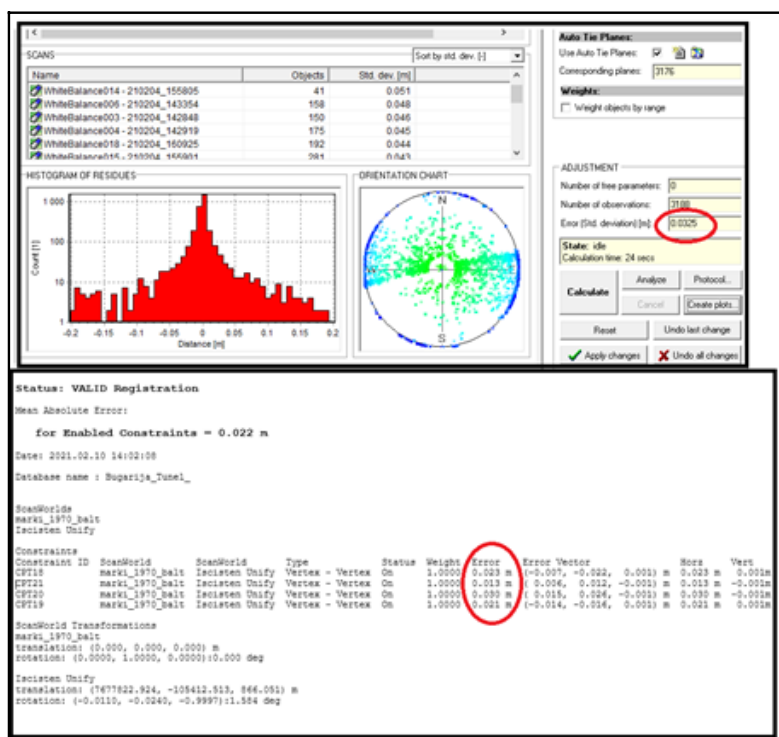 SCANS
Sort by std. dev. [-]
Name Objects Std. dev. [m]
WhiteBalance014 - 210204_155805 41 0.051
WhiteBalance006 - 210204_143354 158 0.048
WhiteBalance003 - 210204_142848 150 0.046
WhiteBalance004 - 210204_142919 175 0.045
WhiteBalance018 - 210204_160925 192 0.044
WhiteBalance015 - 210204_155901 281 0.043
HISTOGRAM OF RESIDUES
Count [1]
1 000
100
10
1
-0.2 -0.15 -0.1 -0.05 0 0.05 0.1 0.15 0.2
Distance [m]
ORIENTATION CHART
N
W
S
Auto Tie Planes:
Use Auto Tie Planes:
Corresponding planes: 3176
Weights:
Weight objects by range
ADJUSTMENT
Number of free parameters: 0
Number of observations: 3188
Error (Std. deviation) [m]: 0.0325
State: idle
Calculation time: 24 secs
Calculate
Analyze
Protocol...
Cancel
Create plots...
Reset
Undo last change
Apply changes
Undo all changes
Status: VALID Registration
Mean Absolute Error:
for Enabled Constraints = 0.022 m
Date: 2021.02.10 14:02:08
Database name : Bugarija_Tunel_
ScanWorlds
marki_1970_balt
Iscisten Unify
Constraints
Constraint ID ScanWorld ScanWorld Type Status Weight Error Error Vector Horz Vert
CPT18 marki_1970_balt Iscisten Unify Vertex - Vertex On 1.0000 0.023 m (-0.007, -0.022, 0.001) m 0.023 m 0.001m
CPT21 marki_1970_balt Iscisten Unify Vertex - Vertex On 1.0000 0.013 m ( 0.006, 0.012, -0.001) m 0.013 m -0.001m
CPT20 marki_1970_balt Iscisten Unify Vertex - Vertex On 1.0000 0.030 m ( 0.015, 0.026, -0.001) m 0.030 m -0.001m
CPT19 marki_1970_balt Iscisten Unify Vertex - Vertex On 1.0000 0.021 m (-0.014, -0.016, 0.001) m 0.021 m 0.001m
ScanWorld Transformations
marki_1970_balt
translation: (0.000, 0.000, 0.000) m
rotation: (0.0000, 1.0000, 0.0000):0.000 deg
Iscisten Unify
translation: (7677822.924, -105412.513, 866.051) m
rotation: (-0.0110, -0.0240, -0.9997):1.584 deg